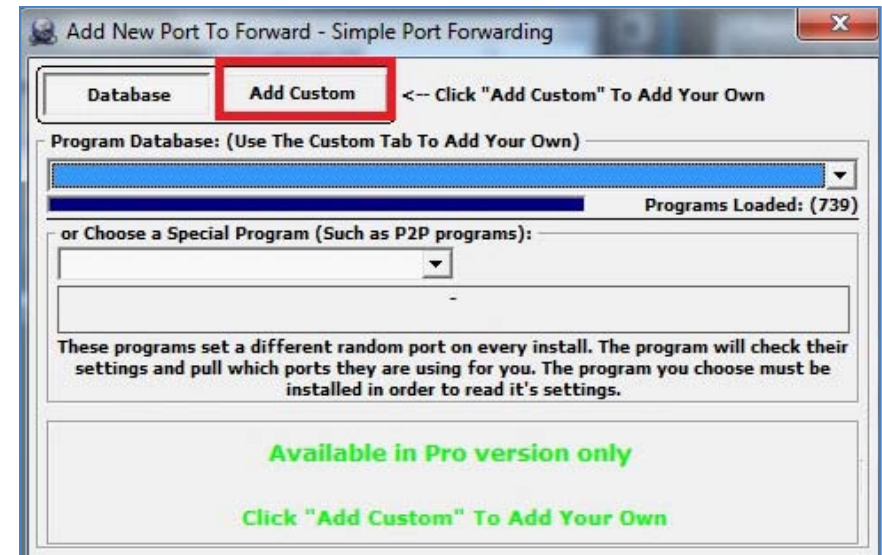 Add New Port To Forward - Simple Port Forwarding
Database
Add Custom
<-- Click "Add Custom" To Add Your Own
Program Database: (Use The Custom Tab To Add Your Own)
Programs Loaded: (739)
or Choose a Special Program (Such as P2P programs):
-
These programs set a different random port on every install. The program will check their
settings and pull which ports they are using for you. The program you choose must be
installed in order to read it's settings.
Available in Pro version only
Click "Add Custom" To Add Your Own